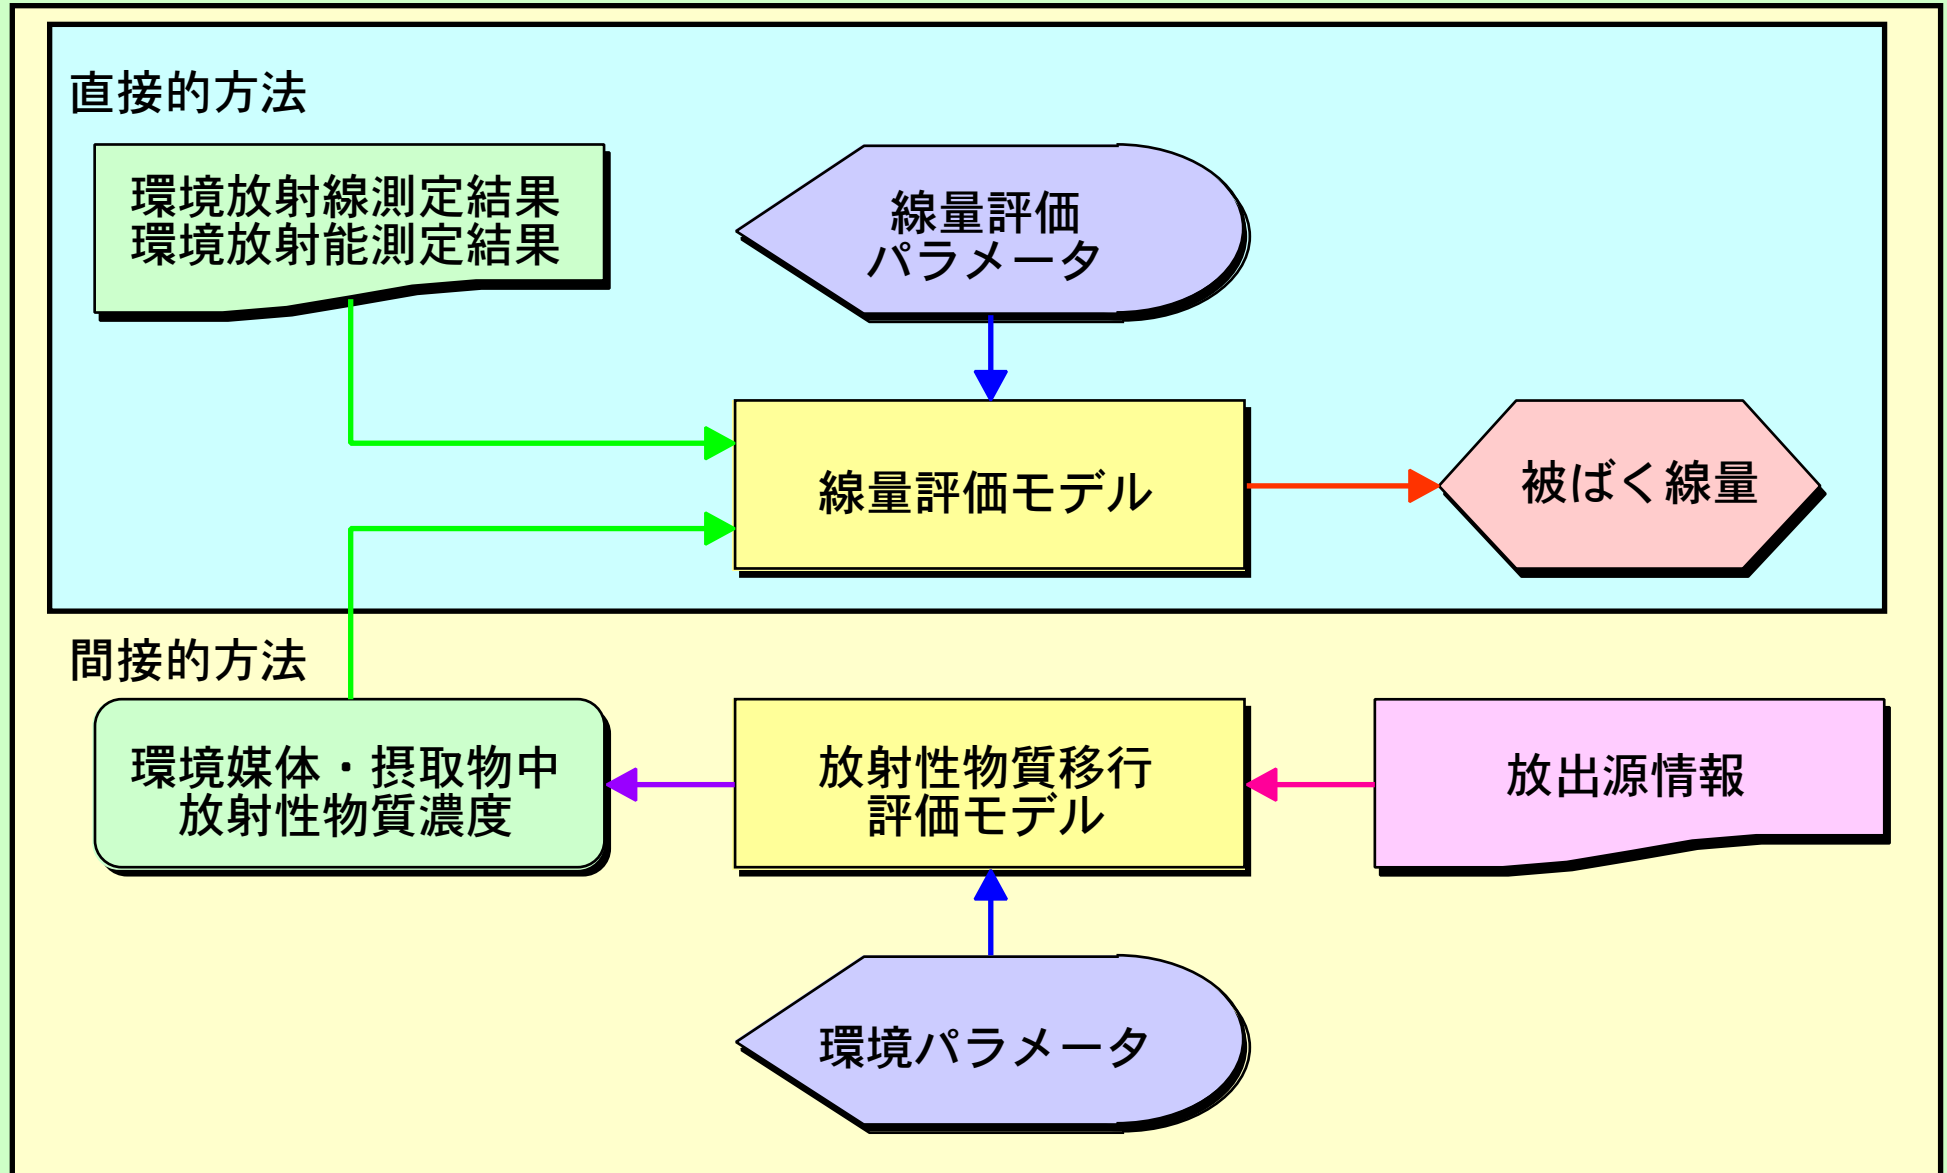 直接的方法
環境放射線測定結果
環境放射能測定結果
線量評価
パラメータ
線量評価モデル
被ばく線量
間接的方法
環境媒体・摂取物中
放射性物質濃度
放射性物質移行
評価モデル
放出源情報
環境パラメータ